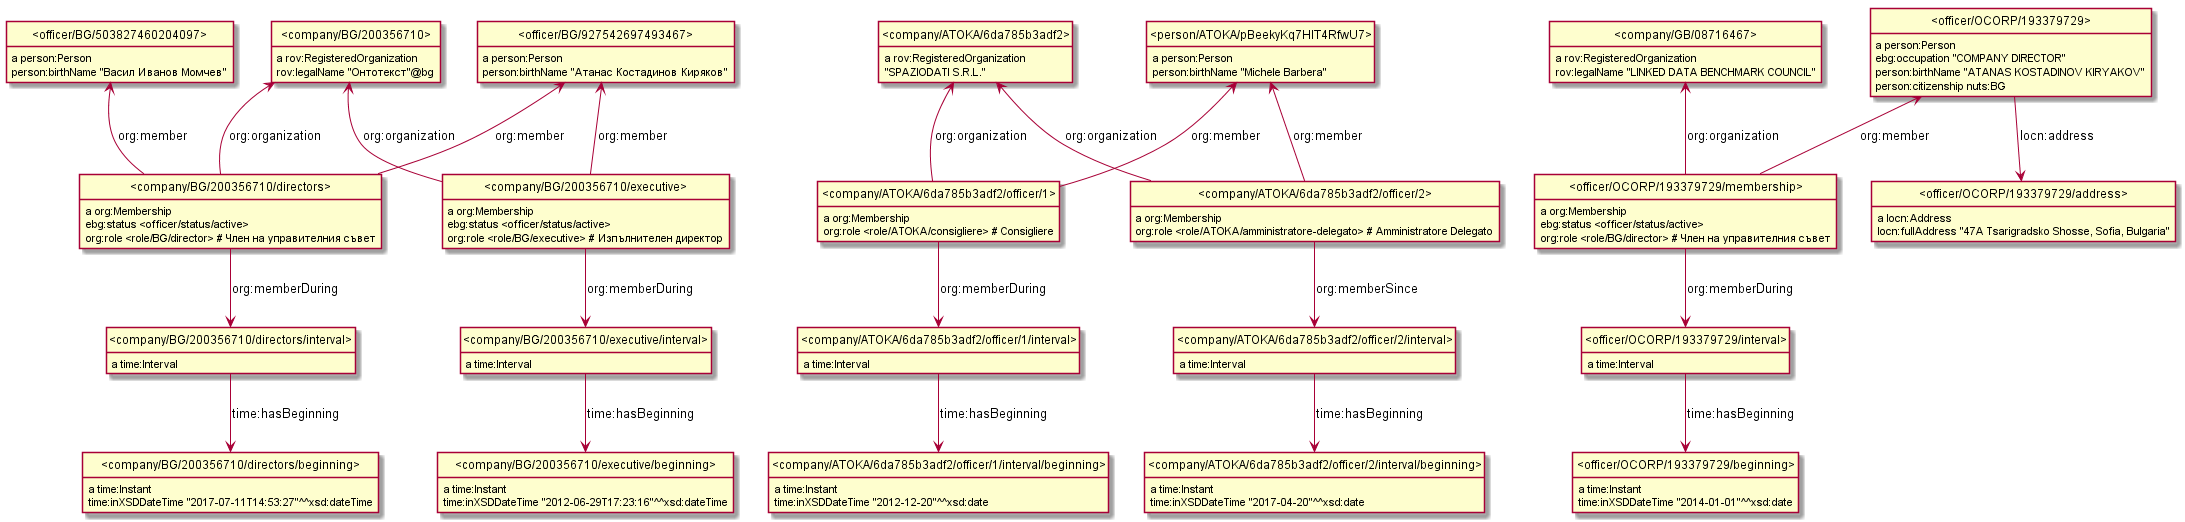 <officer/BG/503827460204097>
a person:Person
person:birthName "Васил Иванов Момчев"
<company/BG/200356710>
a rov:RegisteredOrganization
rov:legalName "Онтотекст"@bg
<officer/BG/927542697493467>
a person:Person
person:birthName "Атанас Костадинов Киряков"
<company/ATOKA/6da785b3adf2>
a rov:RegisteredOrganization
"SPAZIODATI S.R.L."
<person/ATOKA/pBeekyKq7HIT4RfwU7>
a person:Person
person:birthName "Michele Barbera"
<company/GB/08716467>
a rov:RegisteredOrganization
rov:legalName "LINKED DATA BENCHMARK COUNCIL"
<officer/OCORP/193379729>
a person:Person
ebg:occupation "COMPANY DIRECTOR"
person:birthName "ATANAS KOSTADINOV KIRYAKOV"
person:citizenship nuts:BG
org:member
org:organization
org:organization
org:member
org:member
org:organization
org:organization
org:member
org:member
org:organization
org:member
locn:address
<company/BG/200356710/directors>
a org:Membership
ebg:status <officer/status/active>
org:role <role/BG/director> # Член на управителния съвет
<company/BG/200356710/executive>
a org:Membership
ebg:status <officer/status/active>
org:role <role/BG/executive> # Изпълнителен директор
<company/ATOKA/6da785b3adf2/officer/1>
a org:Membership
org:role <role/ATOKA/consigliere> # Consigliere
<company/ATOKA/6da785b3adf2/officer/2>
a org:Membership
org:role <role/ATOKA/amministratore-delegato> # Amministratore Delegato
<officer/OCORP/193379729/membership>
a org:Membership
ebg:status <officer/status/active>
org:role <role/BG/director> # Член на управителния съвет
<officer/OCORP/193379729/address>
a locn:Address
locn:fullAddress "47A Tsarigradsko Shosse, Sofia, Bulgaria"
org:memberDuring
org:memberDuring
org:memberDuring
org:memberSince
org:memberDuring
<company/BG/200356710/directors/interval>
a time:Interval
<company/BG/200356710/executive/interval>
a time:Interval
<company/ATOKA/6da785b3adf2/officer/1/interval>
a time:Interval
<company/ATOKA/6da785b3adf2/officer/2/interval>
a time:Interval
<officer/OCORP/193379729/interval>
a time:Interval
time:hasBeginning
time:hasBeginning
time:hasBeginning
time:hasBeginning
time:hasBeginning
<company/BG/200356710/directors/beginning>
a time:Instant
time:inXSDDateTime "2017-07-11T14:53:27"^^xsd:dateTime
<company/BG/200356710/executive/beginning>
a time:Instant
time:inXSDDateTime "2012-06-29T17:23:16"^^xsd:dateTime
<company/ATOKA/6da785b3adf2/officer/1/interval/beginning>
a time:Instant
time:inXSDDateTime "2012-12-20"^^xsd:date
<company/ATOKA/6da785b3adf2/officer/2/interval/beginning>
a time:Instant
time:inXSDDateTime "2017-04-20"^^xsd:date
<officer/OCORP/193379729/beginning>
a time:Instant
time:inXSDDateTime "2014-01-01"^^xsd:date